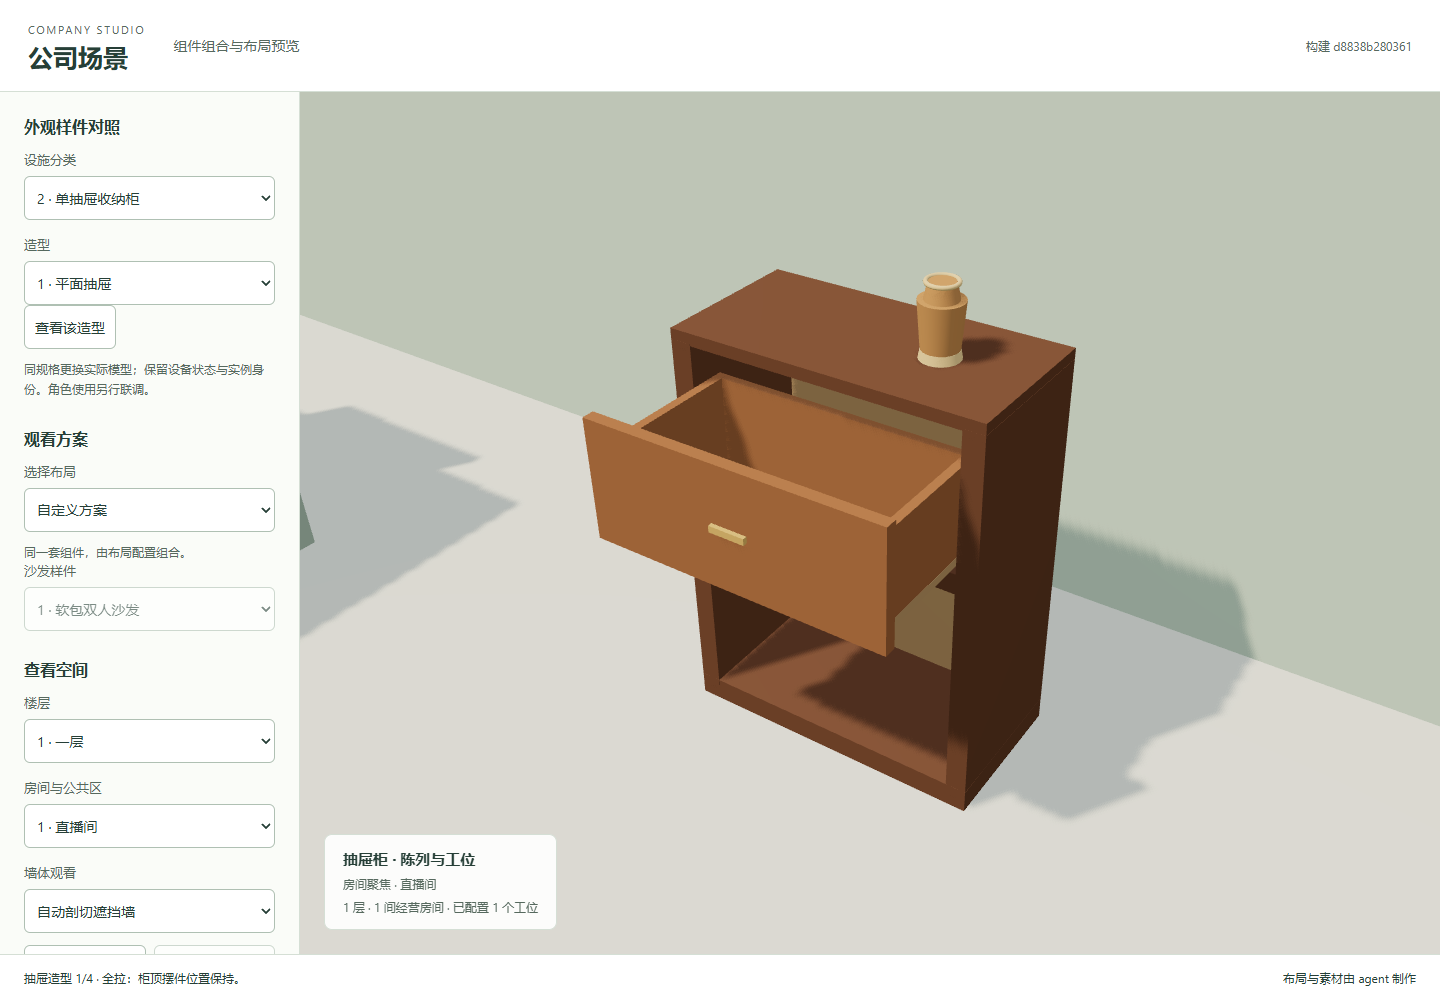 COMPANY STUDIO
公司场景
组件组合与布局预览
构建 d8838b280361
外观样件对照
设施分类
2 · 单抽屉收纳柜
造型
1 · 平面抽屉
查看该造型
同规格更换实际模型；保留设备状态与实例身
份。角色使用另行联调。
观看方案
选择布局
自定义方案
同一套组件，由布局配置组合。
沙发样件
1 · 软包双人沙发
查看空间
楼层
1 · 一层
房间与公共区
1 · 直播间
墙体观看
自动剖切遮挡墙
抽屉柜 · 陈列与工位
房间聚焦 · 直播间
1 层 · 1 间经营房间 · 已配置 1 个工位
抽屉造型 1/4 · 全拉：柜顶摆件位置保持。
布局与素材由 agent 制作